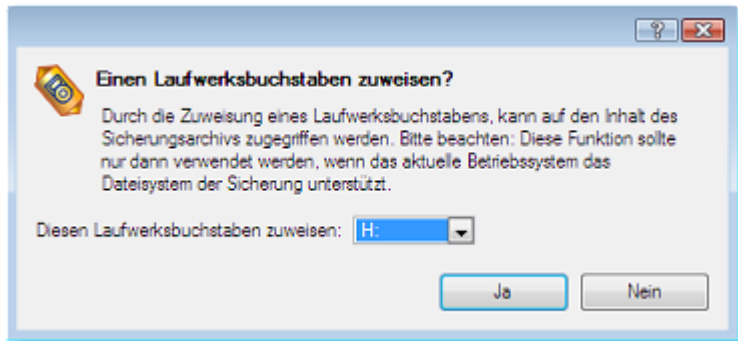 Einen Laufwerksbuchstaben zuweisen?
Durch die Zuweisung eines Laufwerksbuchstabens, kann auf den Inhalt des
Sicherungsarchivs zugegriffen werden. Bitte beachten: Diese Funktion sollte
nur dann verwendet werden, wenn das aktuelle Betriebssystem das
Dateisystem der Sicherung unterstützt.
Diesen Laufwerksbuchstaben zuweisen: H:
Ja Nein